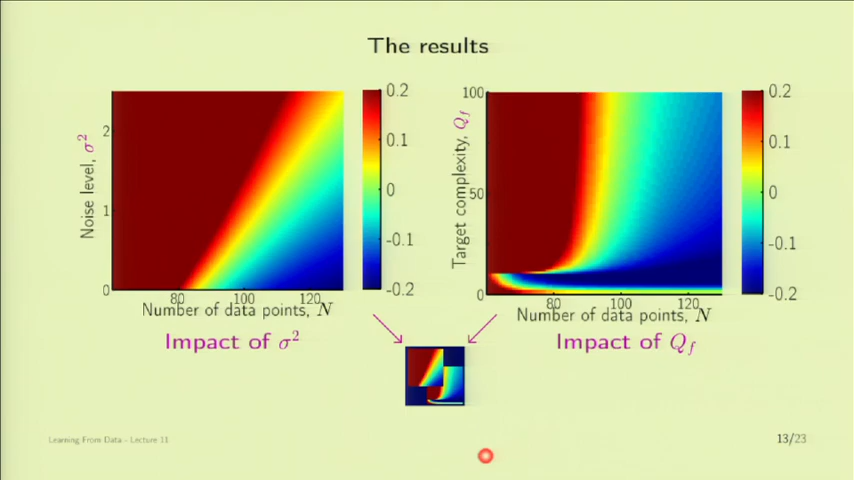 The results
0.2
0.1
0
-0.1
-0.2
Noise level, σ²
2
1
0
80
100
120
Number of data points, N
Impact of σ²
100
50
0
Target complexity, Q_f
80
100
120
Number of data points, N
0.2
0.1
0
-0.1
-0.2
Impact of Q_f
Learning From Data - Lecture 11
13/23